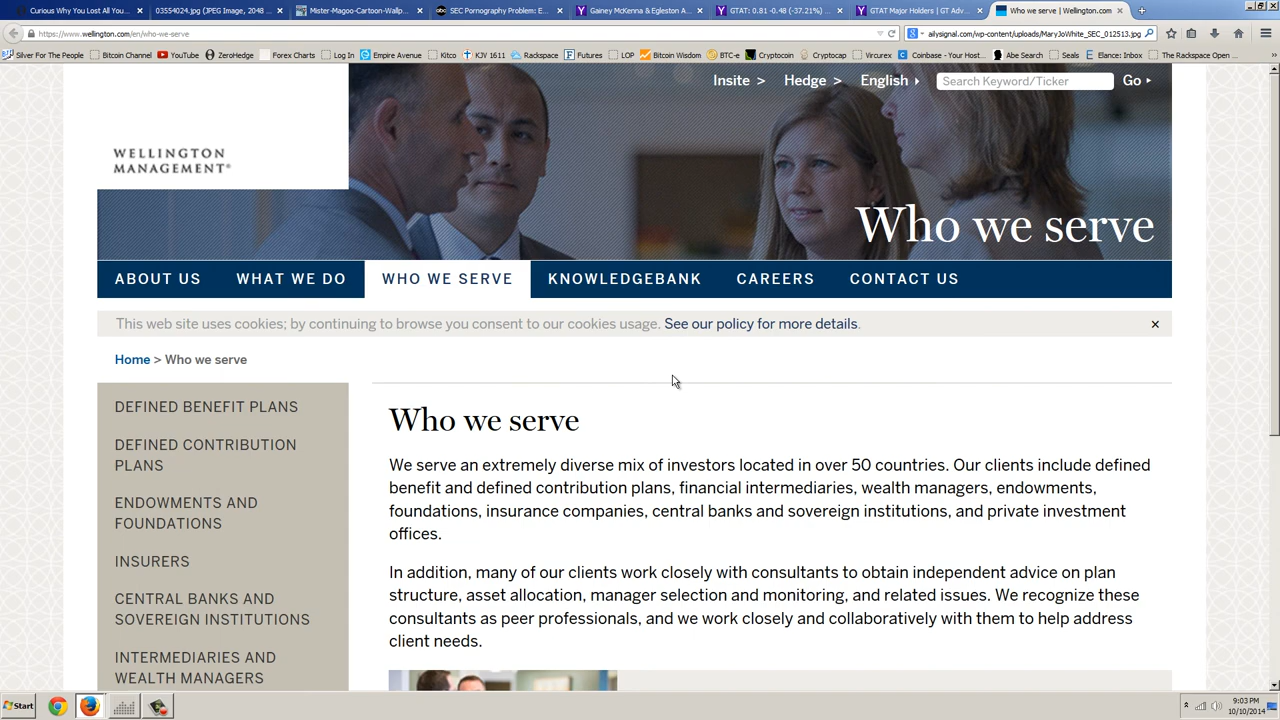 Curious Why You Lost All You...
03554024.jpg (JPEG Image, 2048 ...
Mister-Magoo-Cartoon-Wallp...
SEC Pornography Problem: E...
Gainey McKenna & Egleston A...
GTAT: 0.81 -0.48 (-37.21%) ...
GTAT Major Holders | GT Adv...
Who we serve | Wellington.com
https://www.wellington.com/en/who-we-serve
ailysignal.com/wp-content/uploads/MaryJoWhite_SEC_012513.jpg
Silver For The People
Bitcoin Channel
YouTube
ZeroHedge
Forex Charts
Log In
Empire Avenue
Kitco
KJV 1611
Rackspace
Futures
LOP
Bitcoin Wisdom
BTC-e
Cryptocoin
Cryptocap
Wrcurex
Coinbase - Your Host...
Abe Search
Seals
Elance: Inbox
The Rackspace Open ...
Insite >
Hedge >
English
Search Keyword/Ticker
Go
WELLINGTON
MANAGEMENT®
Who we serve
ABOUT US
WHAT WE DO
WHO WE SERVE
KNOWLEDGEBANK
CAREERS
CONTACT US
This web site uses cookies; by continuing to browse you consent to our cookies usage. See our policy for more details.
Home > Who we serve
DEFINED BENEFIT PLANS
DEFINED CONTRIBUTION
PLANS
ENDOWMENTS AND
FOUNDATIONS
INSURERS
CENTRAL BANKS AND
SOVEREIGN INSTITUTIONS
INTERMEDIARIES AND
WEALTH MANAGERS
Who we serve
We serve an extremely diverse mix of investors located in over 50 countries. Our clients include defined
benefit and defined contribution plans, financial intermediaries, wealth managers, endowments,
foundations, insurance companies, central banks and sovereign institutions, and private investment
offices.
In addition, many of our clients work closely with consultants to obtain independent advice on plan
structure, asset allocation, manager selection and monitoring, and related issues. We recognize these
consultants as peer professionals, and we work closely and collaboratively with them to help address
client needs.
Start
9:03 PM
10/10/2014